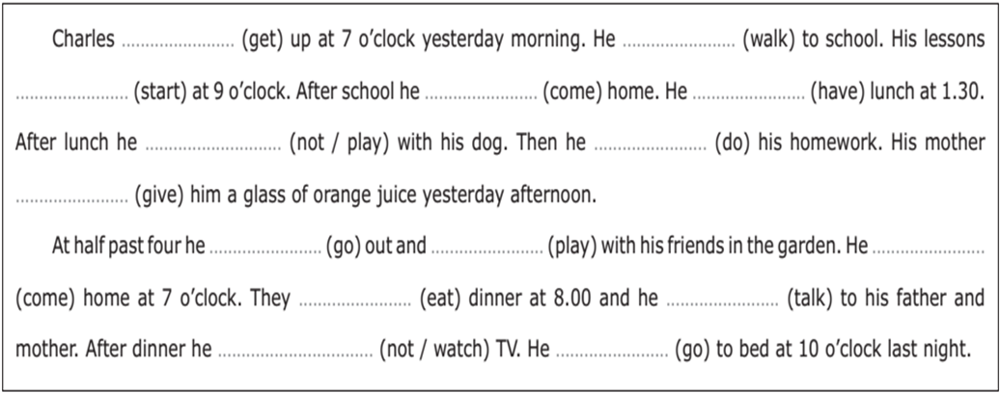 Charles ........................ (get) up at 7 o’clock yesterday morning. He ........................ (walk) to school. His lessons
........................ (start) at 9 o’clock. After school he ........................ (come) home. He ........................ (have) lunch at 1.30.
After lunch he ............................. (not / play) with his dog. Then he ........................ (do) his homework. His mother
........................ (give) him a glass of orange juice yesterday afternoon.
At half past four he ........................ (go) out and ........................ (play) with his friends in the garden. He ........................
(come) home at 7 o’clock. They ........................ (eat) dinner at 8.00 and he ........................ (talk) to his father and
mother. After dinner he ................................. (not / watch) TV. He ........................ (go) to bed at 10 o’clock last night.